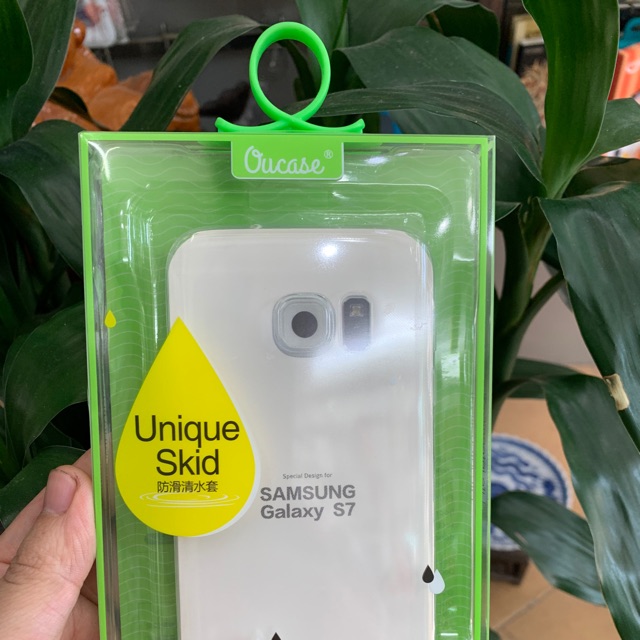 Oucase®
Unique
Skid
防滑清水套
Special Design for
SAMSUNG
Galaxy S7